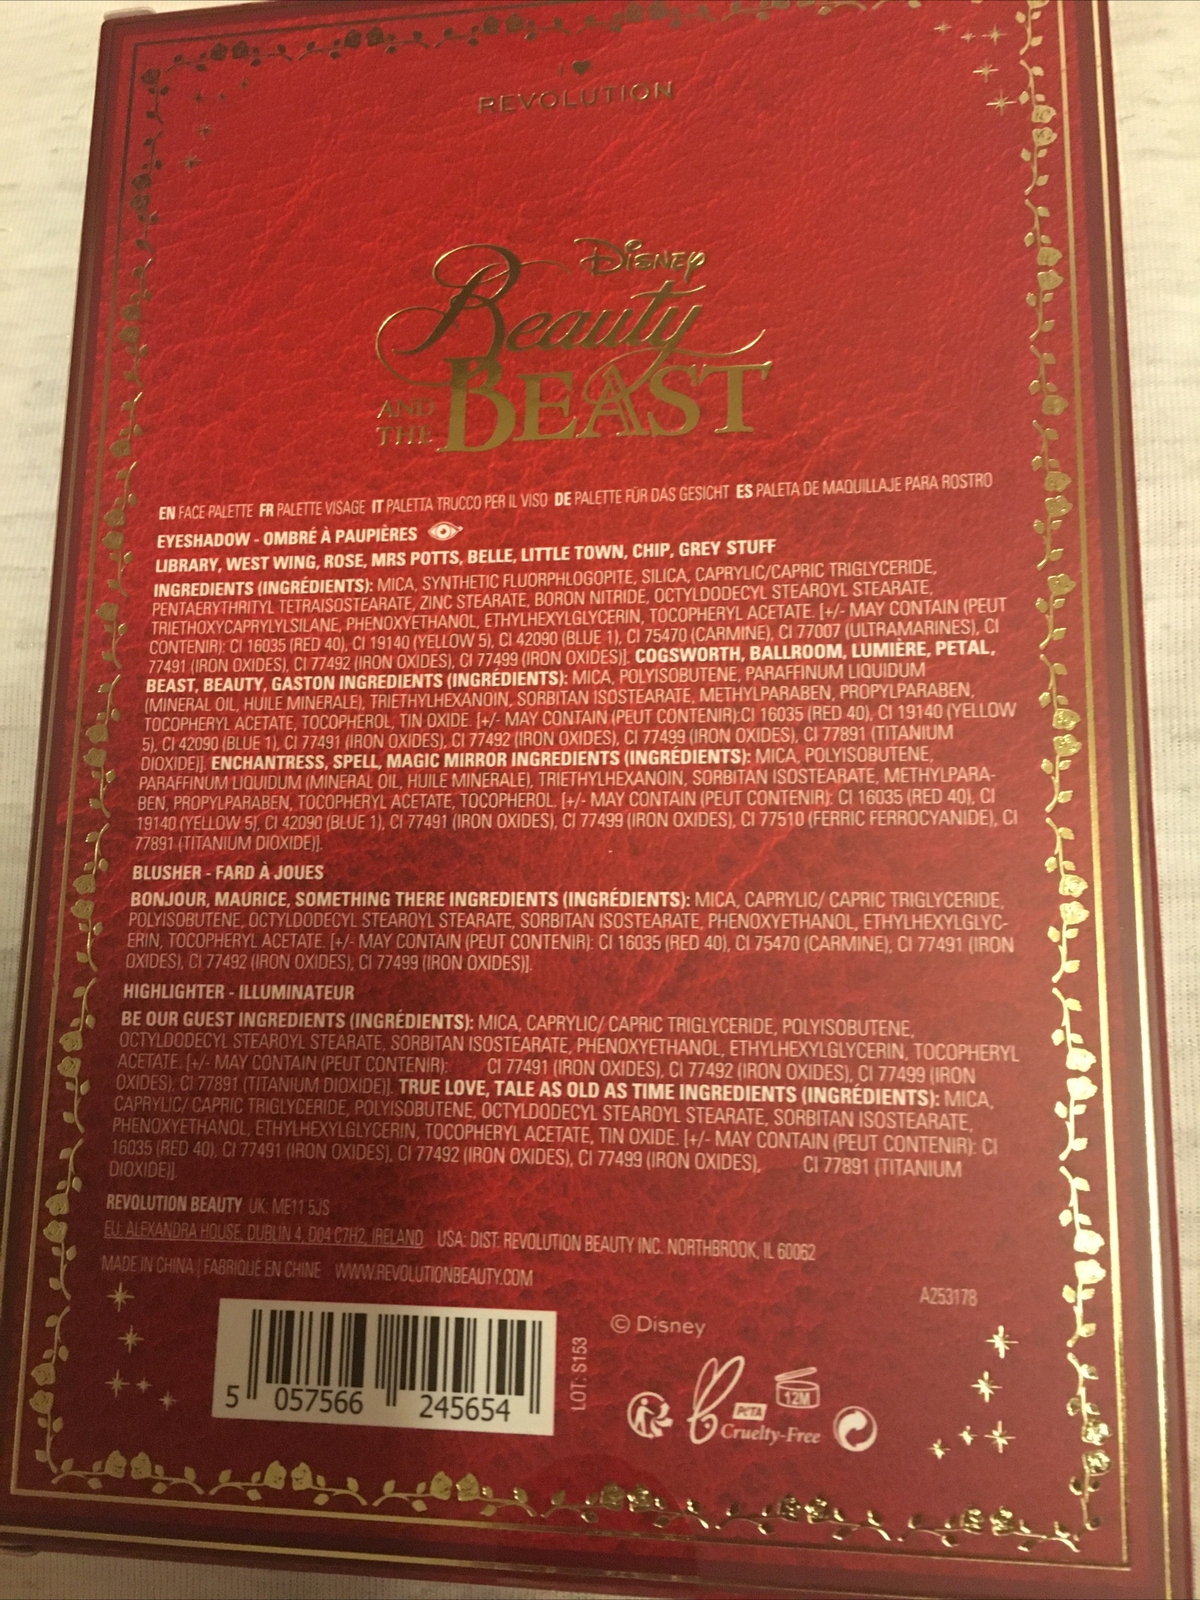 I ♥
REVOLUTION
Disney
Beauty
AND THE BEAST
EN FACE PALETTE FR PALETTE VISAGE IT PALETTA TRUCCO PER IL VISO DE PALETTE FÜR DAS GESICHT ES PALETA DE MAQUILLAJE PARA ROSTRO
EYESHADOW - OMBRÉ À PAUPIÈRES
LIBRARY, WEST WING, ROSE, MRS POTTS, BELLE, LITTLE TOWN, CHIP, GREY STUFF
INGREDIENTS (INGRÉDIENTS): MICA, SYNTHETIC FLUORPHLOGOPITE, SILICA, CAPRYLIC/CAPRIC TRIGLYCERIDE,
PENTAERYTHRITYL TETRAISOSTEARATE, ZINC STEARATE, BORON NITRIDE, OCTYLDODECYL STEAROYL STEARATE,
TRIETHOXYCAPRYLYLSILANE, PHENOXYETHANOL, ETHYLHEXYLGLYCERIN, TOCOPHERYL ACETATE. [+/- MAY CONTAIN (PEUT
CONTENIR): CI 16035 (RED 40), CI 19140 (YELLOW 5), CI 42090 (BLUE 1), CI 75470 (CARMINE), CI 77007 (ULTRAMARINES), CI
77491 (IRON OXIDES), CI 77492 (IRON OXIDES), CI 77499 (IRON OXIDES)]. COGSWORTH, BALLROOM, LUMIÈRE, PETAL,
BEAST, BEAUTY, GASTON INGREDIENTS (INGRÉDIENTS): MICA, POLYISOBUTENE, PARAFFINUM LIQUIDUM
(MINERAL OIL, HUILE MINERALE), TRIETHYLHEXANOIN, SORBITAN ISOSTEARATE, METHYLPARABEN, PROPYLPARABEN,
TOCOPHERYL ACETATE, TOCOPHEROL, TIN OXIDE. [+/- MAY CONTAIN (PEUT CONTENIR):CI 16035 (RED 40), CI 19140 (YELLOW
5), CI 42090 (BLUE 1), CI 77491 (IRON OXIDES), CI 77492 (IRON OXIDES), CI 77499 (IRON OXIDES), CI 77891 (TITANIUM
DIOXIDE)]. ENCHANTRESS, SPELL, MAGIC MIRROR INGREDIENTS (INGRÉDIENTS): MICA, POLYISOBUTENE,
PARAFFINUM LIQUIDUM (MINERAL OIL, HUILE MINERALE), TRIETHYLHEXANOIN, SORBITAN ISOSTEARATE, METHYLPARA-
BEN, PROPYLPARABEN, TOCOPHERYL ACETATE, TOCOPHEROL. [+/- MAY CONTAIN (PEUT CONTENIR): CI 16035 (RED 40), CI
19140 (YELLOW 5), CI 42090 (BLUE 1), CI 77491 (IRON OXIDES), CI 77499 (IRON OXIDES), CI 77510 (FERRIC FERROCYANIDE), CI
77891 (TITANIUM DIOXIDE)].
BLUSHER - FARD À JOUES
BONJOUR, MAURICE, SOMETHING THERE INGREDIENTS (INGRÉDIENTS): MICA, CAPRYLIC/ CAPRIC TRIGLYCERIDE,
POLYISOBUTENE, OCTYLDODECYL STEAROYL STEARATE, SORBITAN ISOSTEARATE, PHENOXYETHANOL, ETHYLHEXYLGLYC-
ERIN, TOCOPHERYL ACETATE. [+/- MAY CONTAIN (PEUT CONTENIR): CI 16035 (RED 40), CI 75470 (CARMINE), CI 77491 (IRON
OXIDES), CI 77492 (IRON OXIDES), CI 77499 (IRON OXIDES)].
HIGHLIGHTER - ILLUMINATEUR
BE OUR GUEST INGREDIENTS (INGRÉDIENTS): MICA, CAPRYLIC/ CAPRIC TRIGLYCERIDE, POLYISOBUTENE,
OCTYLDODECYL STEAROYL STEARATE, SORBITAN ISOSTEARATE, PHENOXYETHANOL, ETHYLHEXYLGLYCERIN, TOCOPHERYL
ACETATE. [+/- MAY CONTAIN (PEUT CONTENIR): CI 77491 (IRON OXIDES), CI 77492 (IRON OXIDES), CI 77499 (IRON
OXIDES), CI 77891 (TITANIUM DIOXIDE)]. TRUE LOVE, TALE AS OLD AS TIME INGREDIENTS (INGRÉDIENTS): MICA,
CAPRYLIC/ CAPRIC TRIGLYCERIDE, POLYISOBUTENE, OCTYLDODECYL STEAROYL STEARATE, SORBITAN ISOSTEARATE,
PHENOXYETHANOL, ETHYLHEXYLGLYCERIN, TOCOPHERYL ACETATE, TIN OXIDE. [+/- MAY CONTAIN (PEUT CONTENIR): CI
16035 (RED 40), CI 77491 (IRON OXIDES), CI 77492 (IRON OXIDES), CI 77499 (IRON OXIDES), CI 77891 (TITANIUM
DIOXIDE)].
REVOLUTION BEAUTY UK: ME11 5JS
EU: ALEXANDRA HOUSE, DUBLIN 4, D04 C7H2, IRELAND USA: DIST: REVOLUTION BEAUTY INC. NORTHBROOK, IL 60062
MADE IN CHINA | FABRIQUÉ EN CHINE WWW.REVOLUTIONBEAUTY.COM
A253178
© Disney
LOT: S153
5 057566 245654
PETA
Cruelty-Free
12M